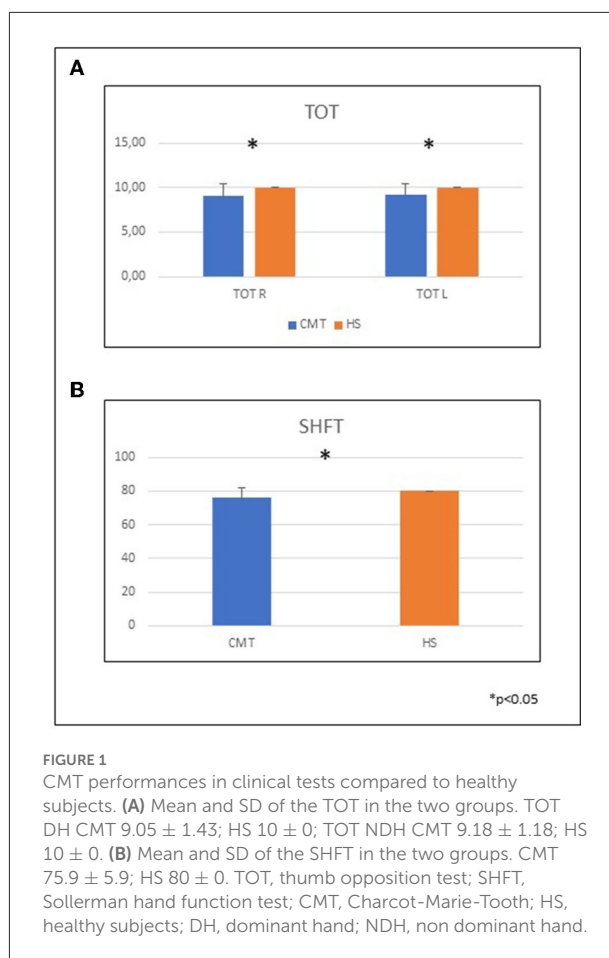 A
TOT
15,00
* *
10,00
5,00
0,00
TOT R TOT L
CMT HS
B
SHFT
100
*
80
60
40
20
0
CMT HS
*p<0.05
FIGURE 1
CMT performances in clinical tests compared to healthy
subjects. (A) Mean and SD of the TOT in the two groups. TOT
DH CMT 9.05 ± 1.43; HS 10 ± 0; TOT NDH CMT 9.18 ± 1.18; HS
10 ± 0. (B) Mean and SD of the SHFT in the two groups. CMT
75.9 ± 5.9; HS 80 ± 0. TOT, thumb opposition test; SHFT,
Sollerman hand function test; CMT, Charcot-Marie-Tooth; HS,
healthy subjects; DH, dominant hand; NDH, non dominant hand.